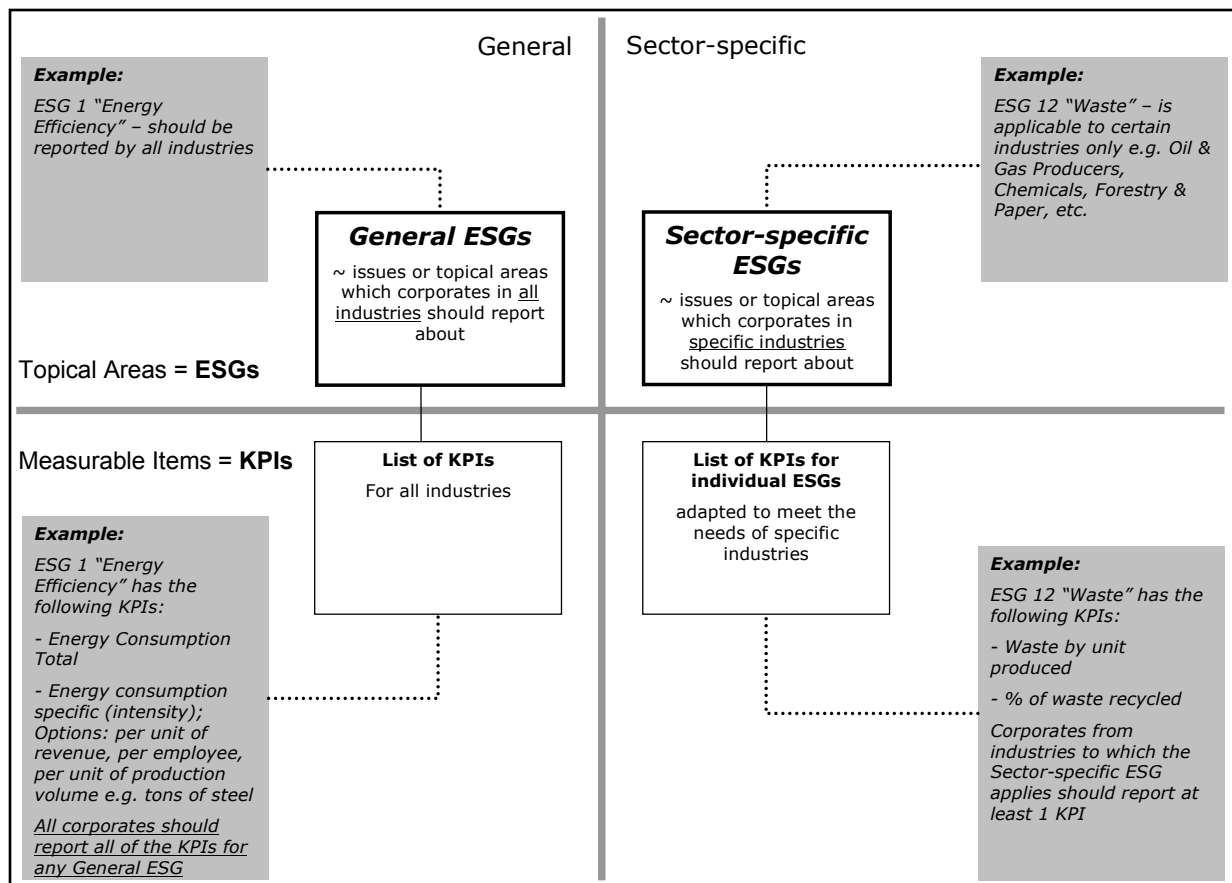 General
Sector-specific
Example:
ESG 1 “Energy
Efficiency” – should be
reported by all industries
Example:
ESG 12 “Waste” – is
applicable to certain
industries only e.g. Oil &
Gas Producers,
Chemicals, Forestry &
Paper, etc.
General ESGs
~ issues or topical areas
which corporates in all
industries should report
about
Sector-specific
ESGs
~ issues or topical areas
which corporates in
specific industries
should report about
Topical Areas = ESGs
Measurable Items = KPIs
List of KPIs
For all industries
List of KPIs for
individual ESGs
adapted to meet the
needs of specific
industries
Example:
ESG 1 “Energy
Efficiency” has the
following KPIs:
- Energy Consumption
Total
- Energy consumption
specific (intensity);
Options: per unit of
revenue, per employee,
per unit of production
volume e.g. tons of steel
All corporates should
report all of the KPIs for
any General ESG
Example:
ESG 12 “Waste” has the
following KPIs:
- Waste by unit
produced
- % of waste recycled
Corporates from
industries to which the
Sector-specific ESG
applies should report at
least 1 KPI